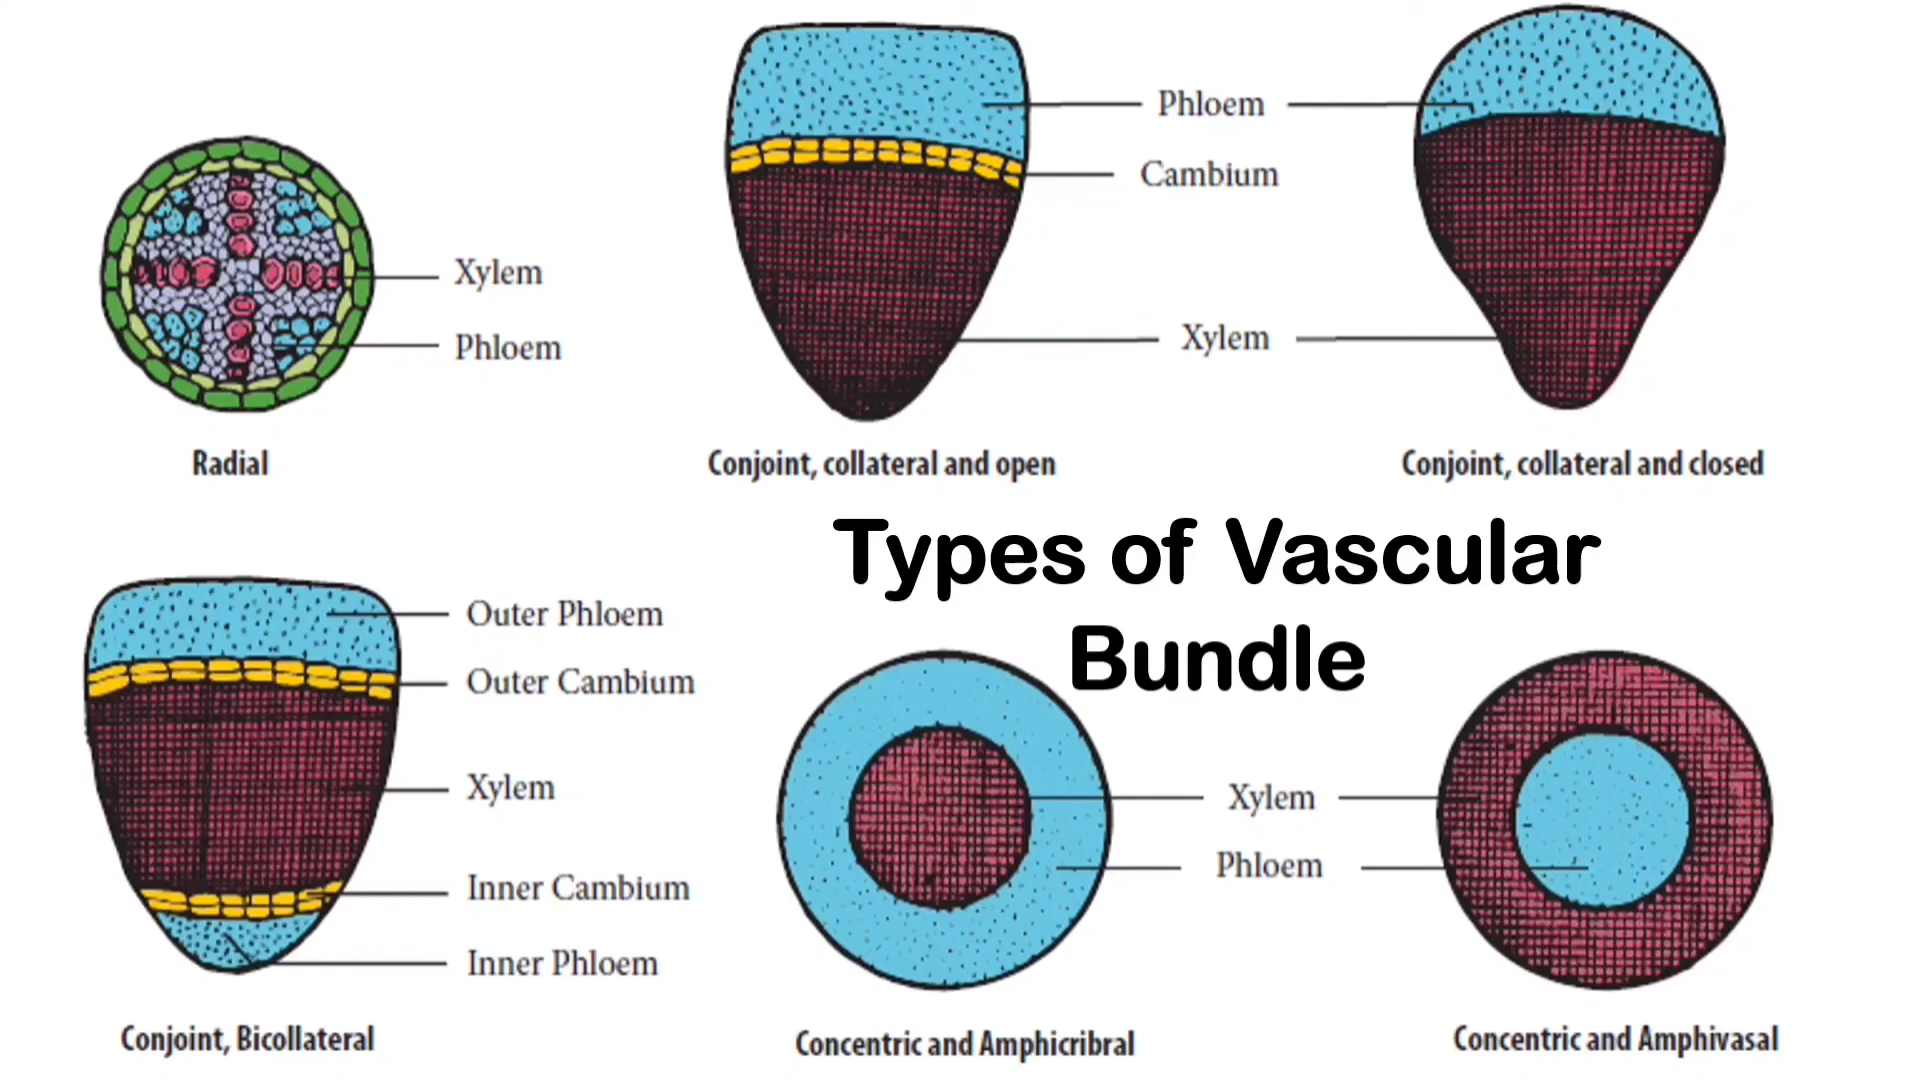 Phloem
Cambium
Xylem
Xylem
Phloem
Radial
Conjoint, collateral and open
Conjoint, collateral and closed
Types of Vascular
Bundle
Outer Phloem
Outer Cambium
Xylem
Inner Cambium
Inner Phloem
Xylem
Phloem
Conjoint, Bicollateral
Concentric and Amphicribral
Concentric and Amphivasal